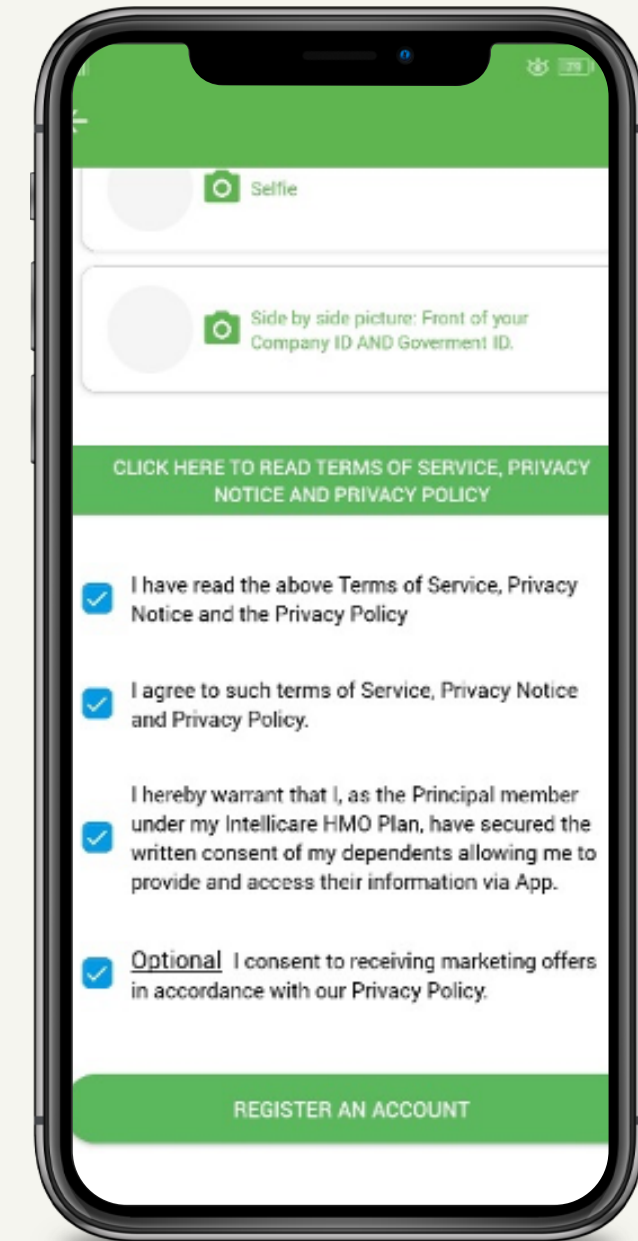 Selfie
Side by side picture: Front of your
Company ID AND Goverment ID.
CLICK HERE TO READ TERMS OF SERVICE, PRIVACY
NOTICE AND PRIVACY POLICY
I have read the above Terms of Service, Privacy
Notice and the Privacy Policy
I agree to such terms of Service, Privacy Notice
and Privacy Policy.
I hereby warrant that I, as the Principal member
under my Intellicare HMO Plan, have secured the
written consent of my dependents allowing me to
provide and access their information via App.
Optional I consent to receiving marketing offers
in accordance with our Privacy Policy.
REGISTER AN ACCOUNT